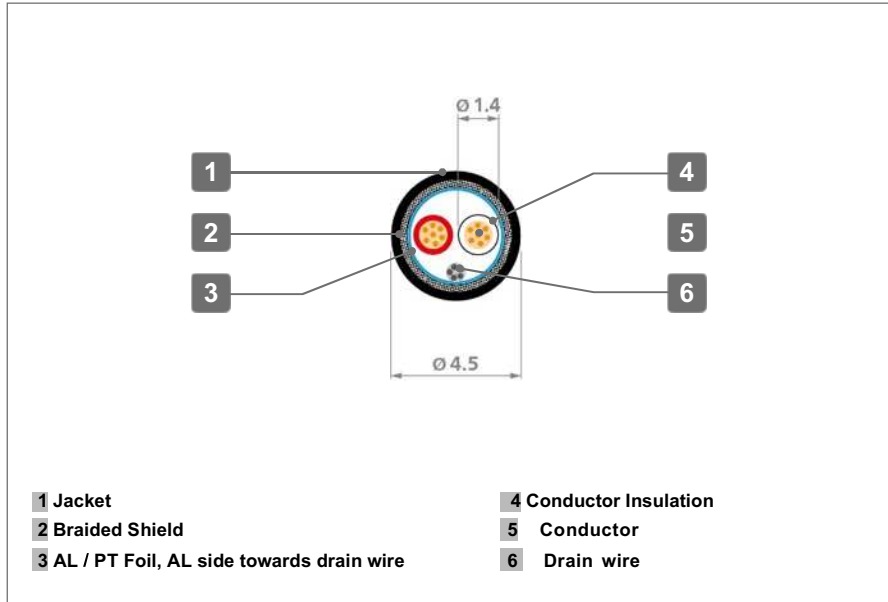 Ø 1.4
1
4
2
5
3
6
Ø 4.5
1 Jacket
2 Braided Shield
3 AL / PT Foil, AL side towards drain wire
4 Conductor Insulation
5 Conductor
6 Drain wire